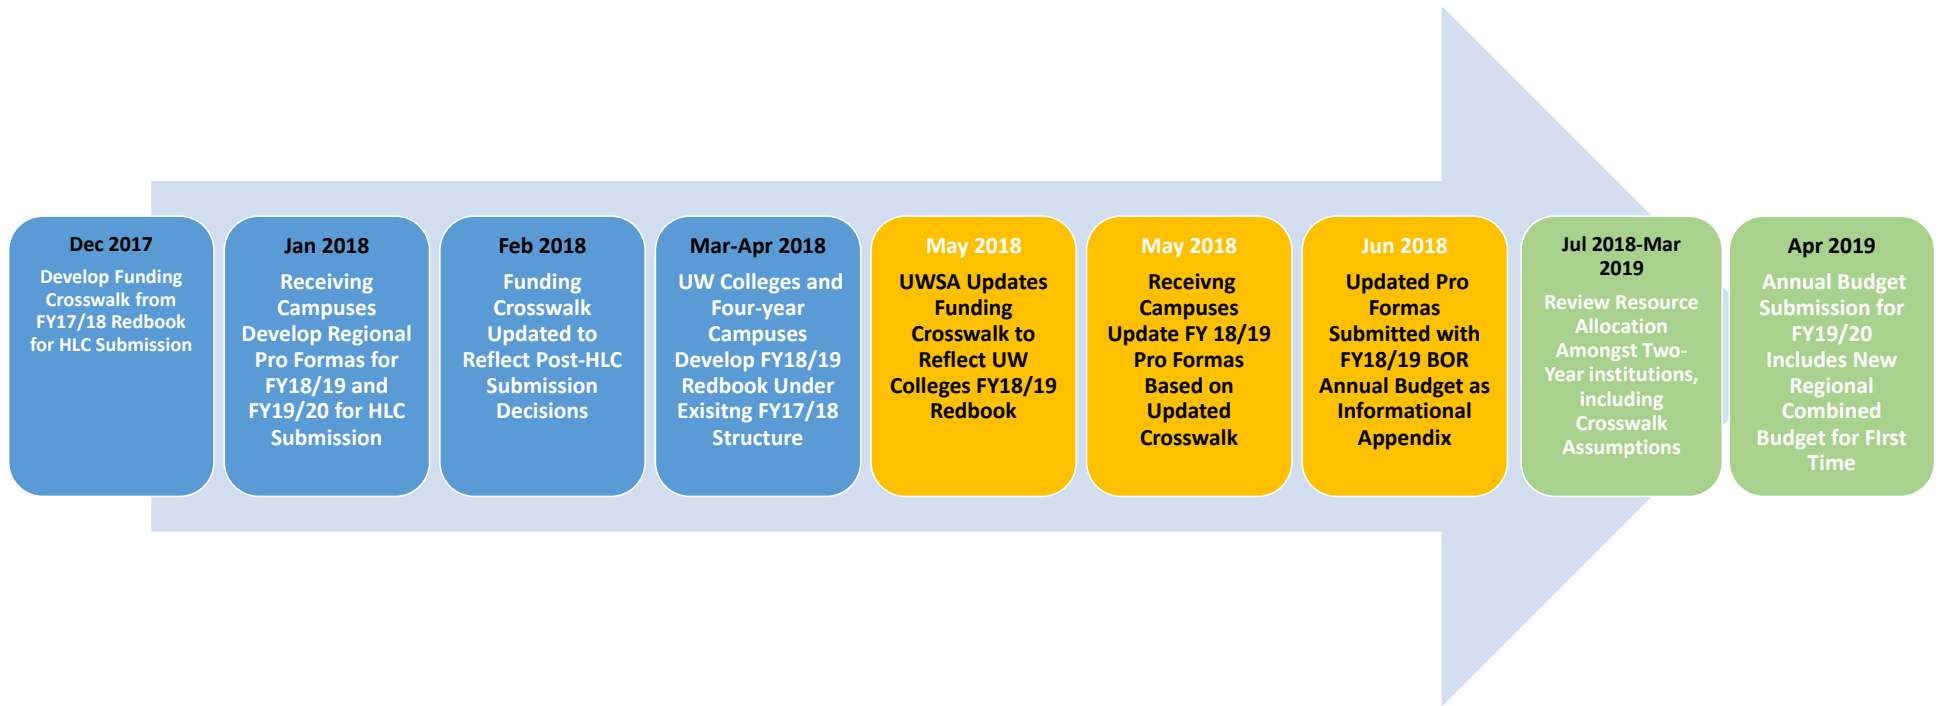 Dec 2017
Develop Funding
Crosswalk from
FY17/18 Redbook
for HLC Submission
Jan 2018
Receiving
Campuses
Develop Regional
Pro Formas for
FY18/19 and
FY19/20 for HLC
Submission
Feb 2018
Funding
Crosswalk
Updated to
Reflect Post-HLC
Submission
Decisions
Mar-Apr 2018
UW Colleges and
Four-year
Campuses
Develop FY18/19
Redbook Under
Exisitng FY17/18
Structure
May 2018
UWSA Updates
Funding
Crosswalk to
Reflect UW
Colleges FY18/19
Redbook
May 2018
Receivng
Campuses
Update FY 18/19
Pro Formas
Based on
Updated
Crosswalk
Jun 2018
Updated Pro
Formas
Submitted with
FY18/19 BOR
Annual Budget as
Informational
Appendix
Jul 2018-Mar
2019
Review Resource
Allocation
Amongst Two-
Year institutions,
including
Crosswalk
Assumptions
Apr 2019
Annual Budget
Submission for
FY19/20
Includes New
Regional
Combined
Budget for FIrst
Time